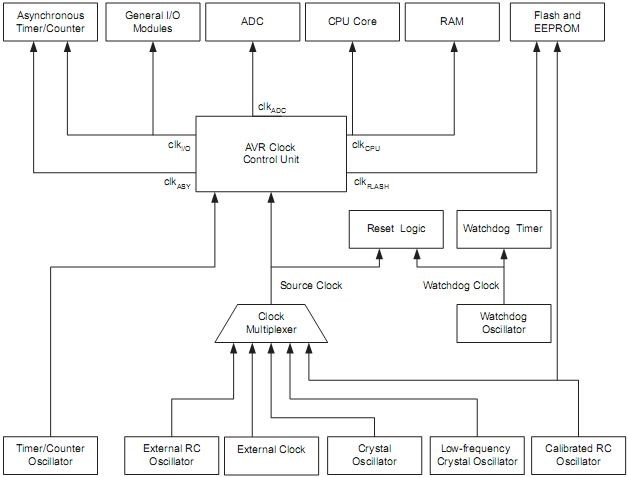 Asynchronous
Timer/Counter
General I/O
Modules
ADC
CPU Core
RAM
Flash and
EEPROM
clkADC
clkI/O
AVR Clock
Control Unit
clkCPU
clkASY
clkFLASH
Reset Logic
Watchdog Timer
Source Clock
Watchdog Clock
Clock
Multiplexer
Watchdog
Oscillator
Timer/Counter
Oscillator
External RC
Oscillator
External Clock
Crystal
Oscillator
Low-frequency
Crystal Oscillator
Calibrated RC
Oscillator